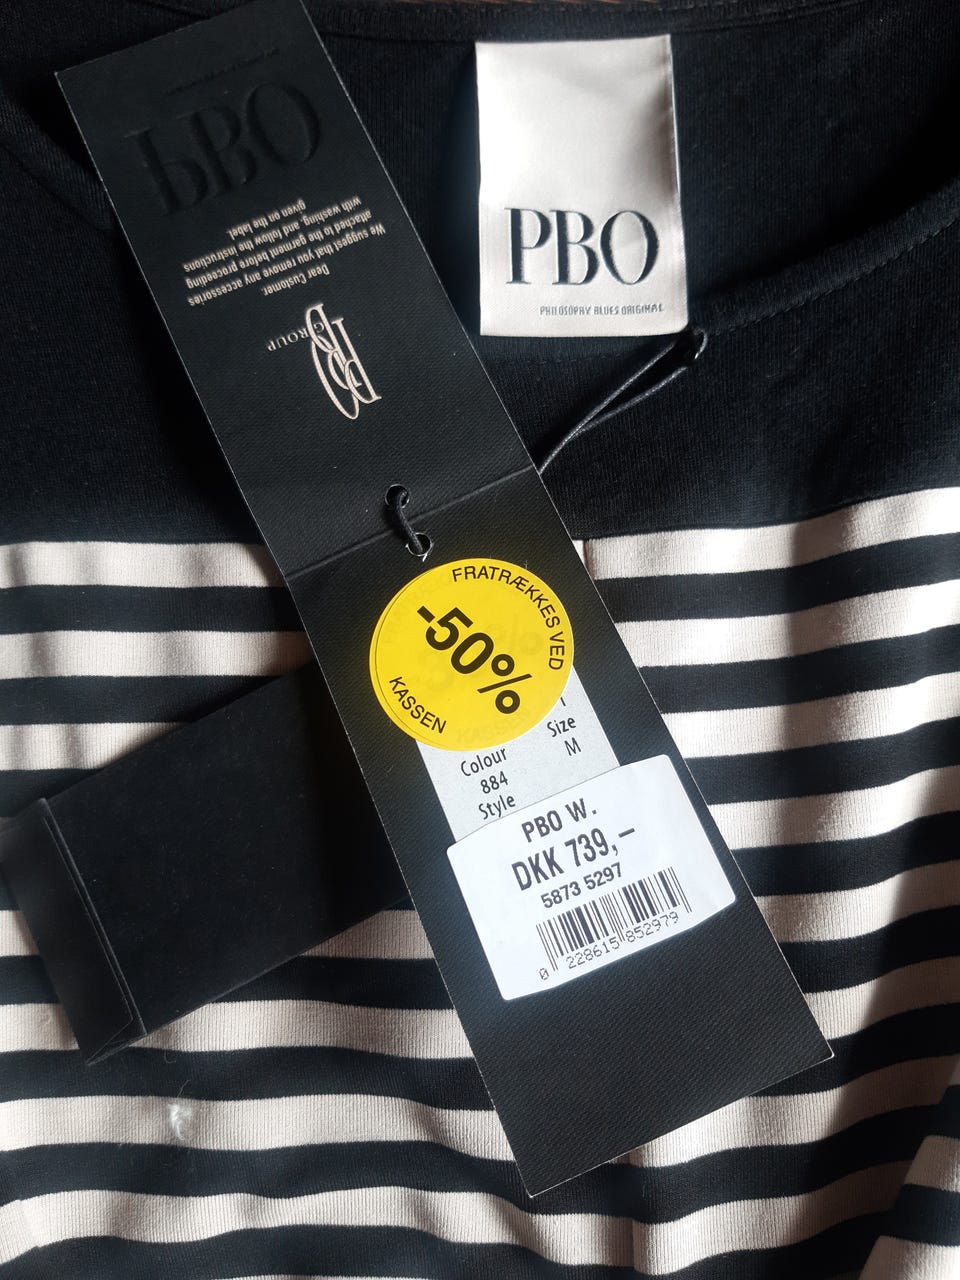 PBO
PHILOSOPHY BLUES ORIGINAL
PBO
PBO
GROUP
Dear Customer
We suggest that you remove any accessories
attached to the garment before proceeding
with washing, and follow the instructions
given on the label
FRATRÆKKES VED
-50%
KASSEN
Colour
884
Style
Size
M
PBO W.
DKK 739,–
5873 5297
0 228615 852979